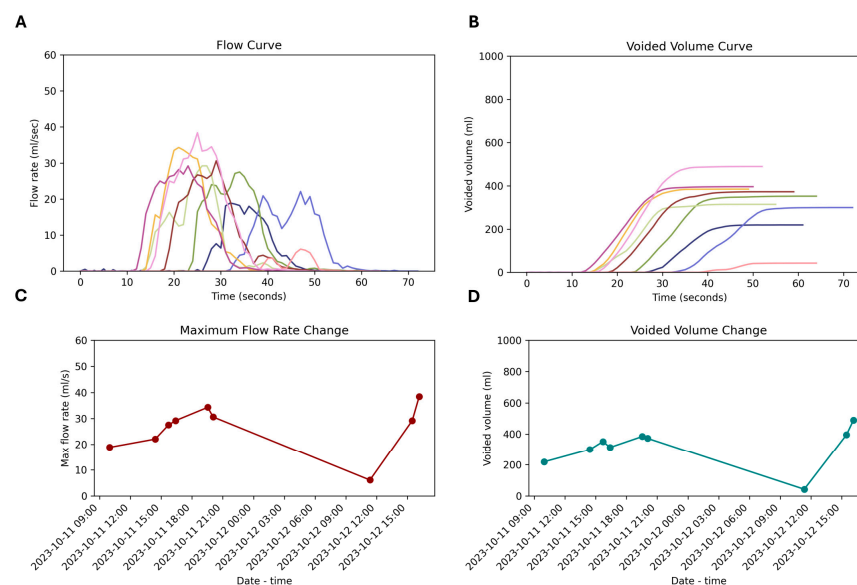 A
Flow Curve
60
50
40
30
20
10
0
Flow rate (ml/sec)
0 10 20 30 40 50 60 70
Time (seconds)
B
Voided Volume Curve
1000
800
600
400
200
0
Voided volume (ml)
0 10 20 30 40 50 60 70
Time (seconds)
C
Maximum Flow Rate Change
60
50
40
30
20
10
0
Max flow rate (ml/s)
2023-10-11 09:00
2023-10-11 12:00
2023-10-11 15:00
2023-10-11 18:00
2023-10-11 21:00
2023-10-12 00:00
2023-10-12 03:00
2023-10-12 06:00
2023-10-12 09:00
2023-10-12 12:00
2023-10-12 15:00
Date - time
D
Voided Volume Change
1000
800
600
400
200
0
Voided volume (ml)
2023-10-11 09:00
2023-10-11 12:00
2023-10-11 15:00
2023-10-11 18:00
2023-10-11 21:00
2023-10-12 00:00
2023-10-12 03:00
2023-10-12 06:00
2023-10-12 09:00
2023-10-12 12:00
2023-10-12 15:00
Date - time